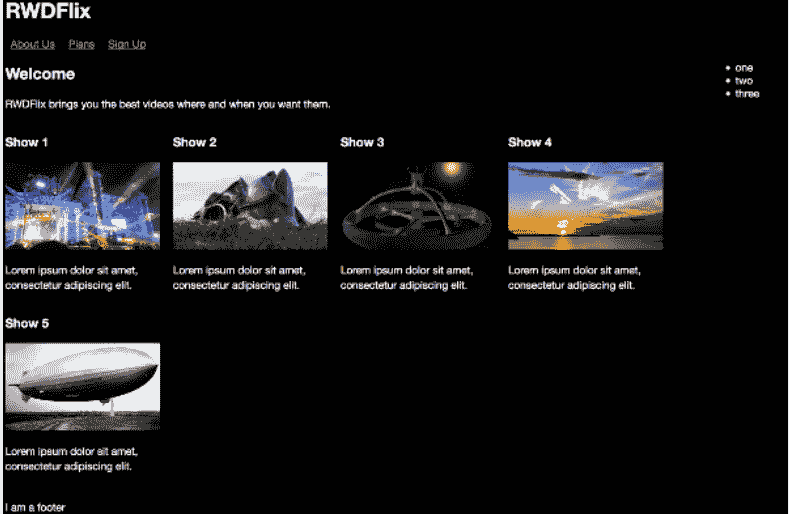 RWDFlix
About Us Plans Sign Up
Welcome
RWDFlix brings you the best videos where and when you want them.
one
two
three
Show 1
Lorem ipsum dolor sit amet,
consectetur adipiscing elit.
Show 2
Lorem ipsum dolor sit amet,
consectetur adipiscing elit.
Show 3
Lorem ipsum dolor sit amet,
consectetur adipiscing elit.
Show 4
Lorem ipsum dolor sit amet,
consectetur adipiscing elit.
Show 5
Lorem ipsum dolor sit amet,
consectetur adipiscing elit.
I am a footer